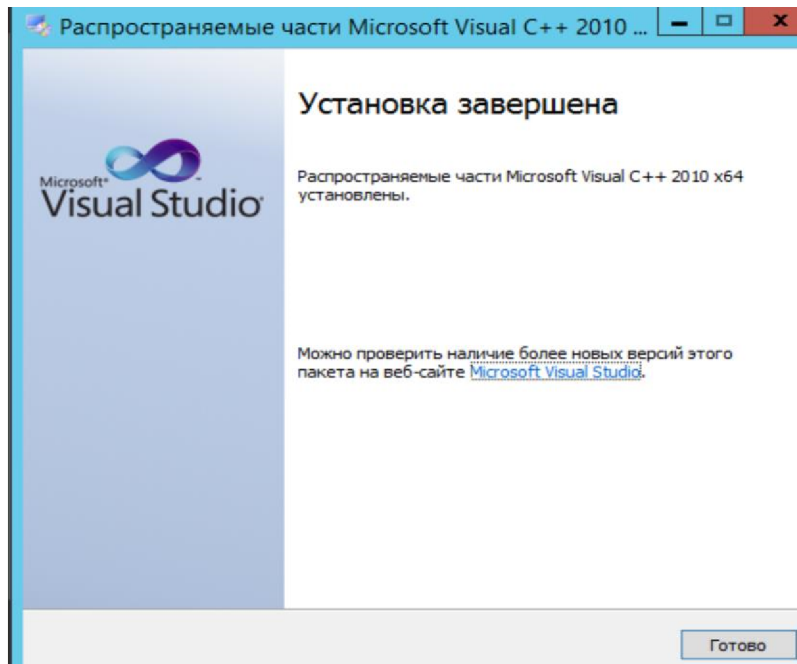 Распространяемые части Microsoft Visual C++ 2010 ...
Установка завершена
Microsoft®
Visual Studio®
Распространяемые части Microsoft Visual C++ 2010 x64
установлены.
Можно проверить наличие более новых версий этого
пакета на веб-сайте Microsoft Visual Studio.
Готово